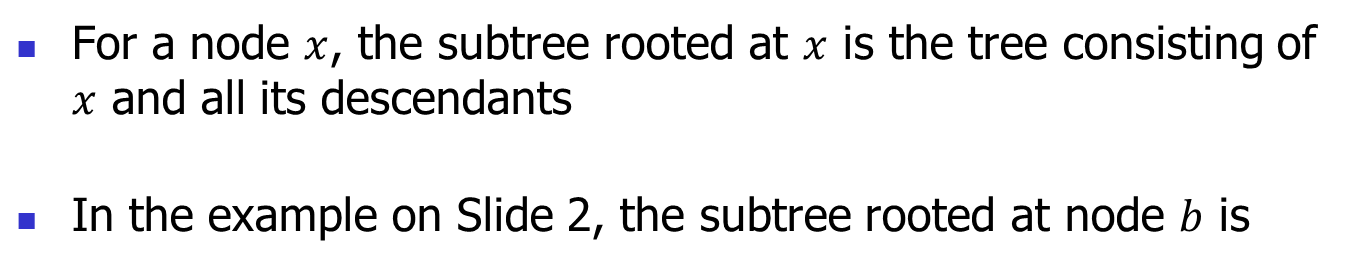 ▪ For a node x, the subtree rooted at x is the tree consisting of
x and all its descendants
▪ In the example on Slide 2, the subtree rooted at node b is